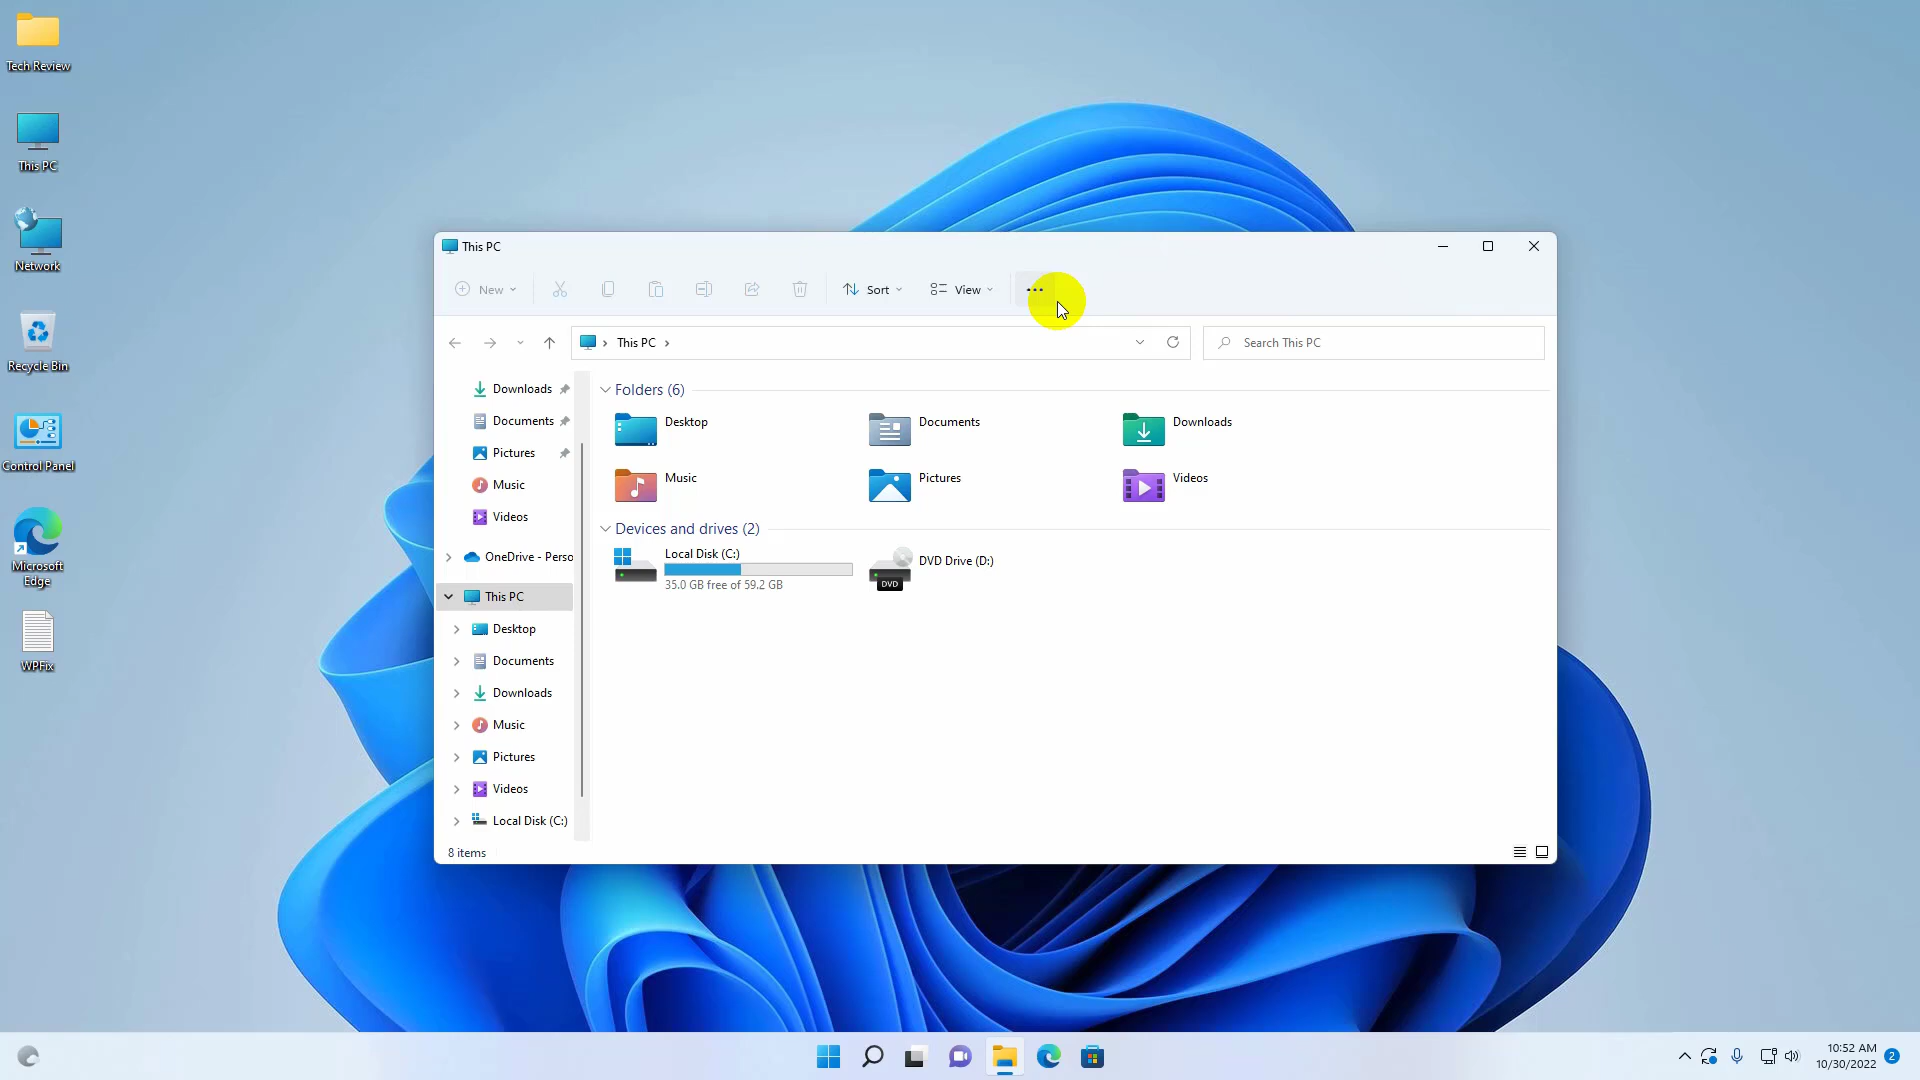 Tech Review
This PC
Network
Recycle Bin
Control Panel
Microsoft
Edge
WPFix
This PC
New
Sort
View
This PC
Search This PC
Downloads
Documents
Pictures
Music
Videos
OneDrive - Perso
This PC
Desktop
Documents
Downloads
Music
Pictures
Videos
Local Disk (C:)
Folders (6)
Desktop
Documents
Downloads
Music
Pictures
Videos
Devices and drives (2)
Local Disk (C:)
35.0 GB free of 59.2 GB
DVD
DVD Drive (D:)
8 items
10:52 AM
10/30/2022
2